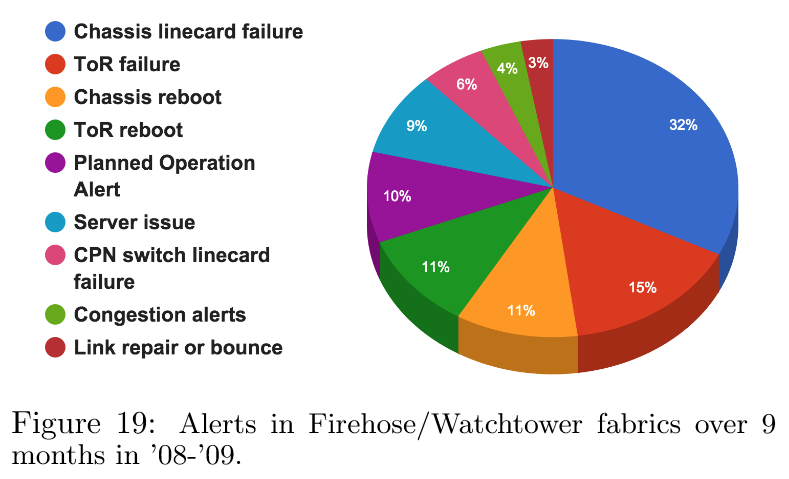 Chassis linecard failure
ToR failure
Chassis reboot
ToR reboot
Planned Operation
Alert
Server issue
CPN switch linecard
failure
Congestion alerts
Link repair or bounce
32%
15%
11%
11%
10%
9%
6%
4%
3%
Figure 19: Alerts in Firehose/Watchtower fabrics over 9
months in ’08-’09.